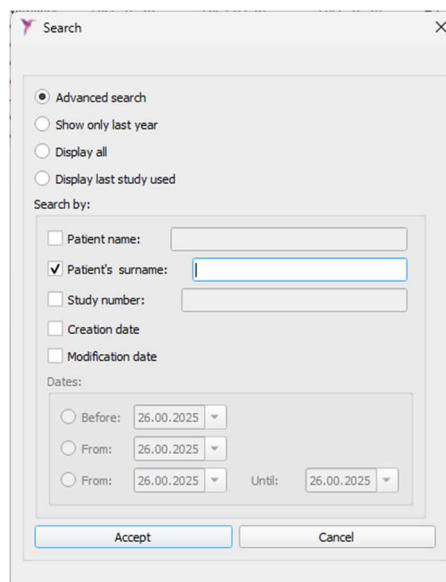 Search
Advanced search
Show only last year
Display all
Display last study used
Search by:
Patient name:
Patient's surname:
Study number:
Creation date
Modification date
Dates:
Before: 26.00.2025
From: 26.00.2025
From: 26.00.2025 Until: 26.00.2025
Accept Cancel